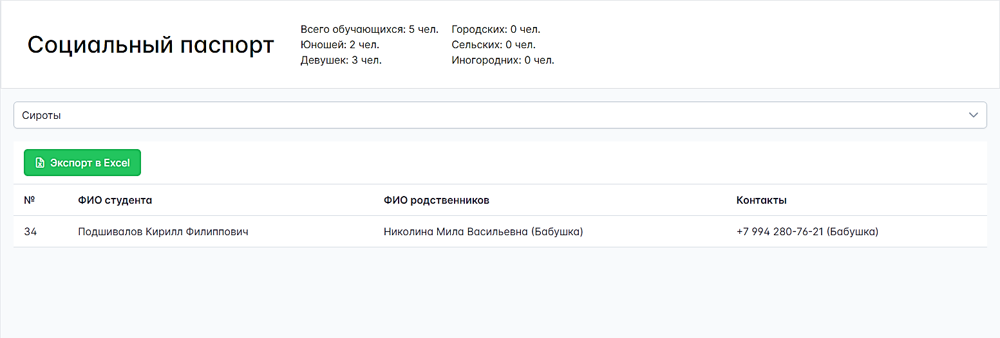 Социальный паспорт
Всего обучающихся: 5 чел.
Юношей: 2 чел.
Девушек: 3 чел.
Городских: 0 чел.
Сельских: 0 чел.
Иногородних: 0 чел.
Сироты
Экспорт в Excel
№ ФИО студента ФИО родственников Контакты
34 Подшивалов Кирилл Филиппович Николина Мила Васильевна (Бабушка) +7 994 280-76-21 (Бабушка)